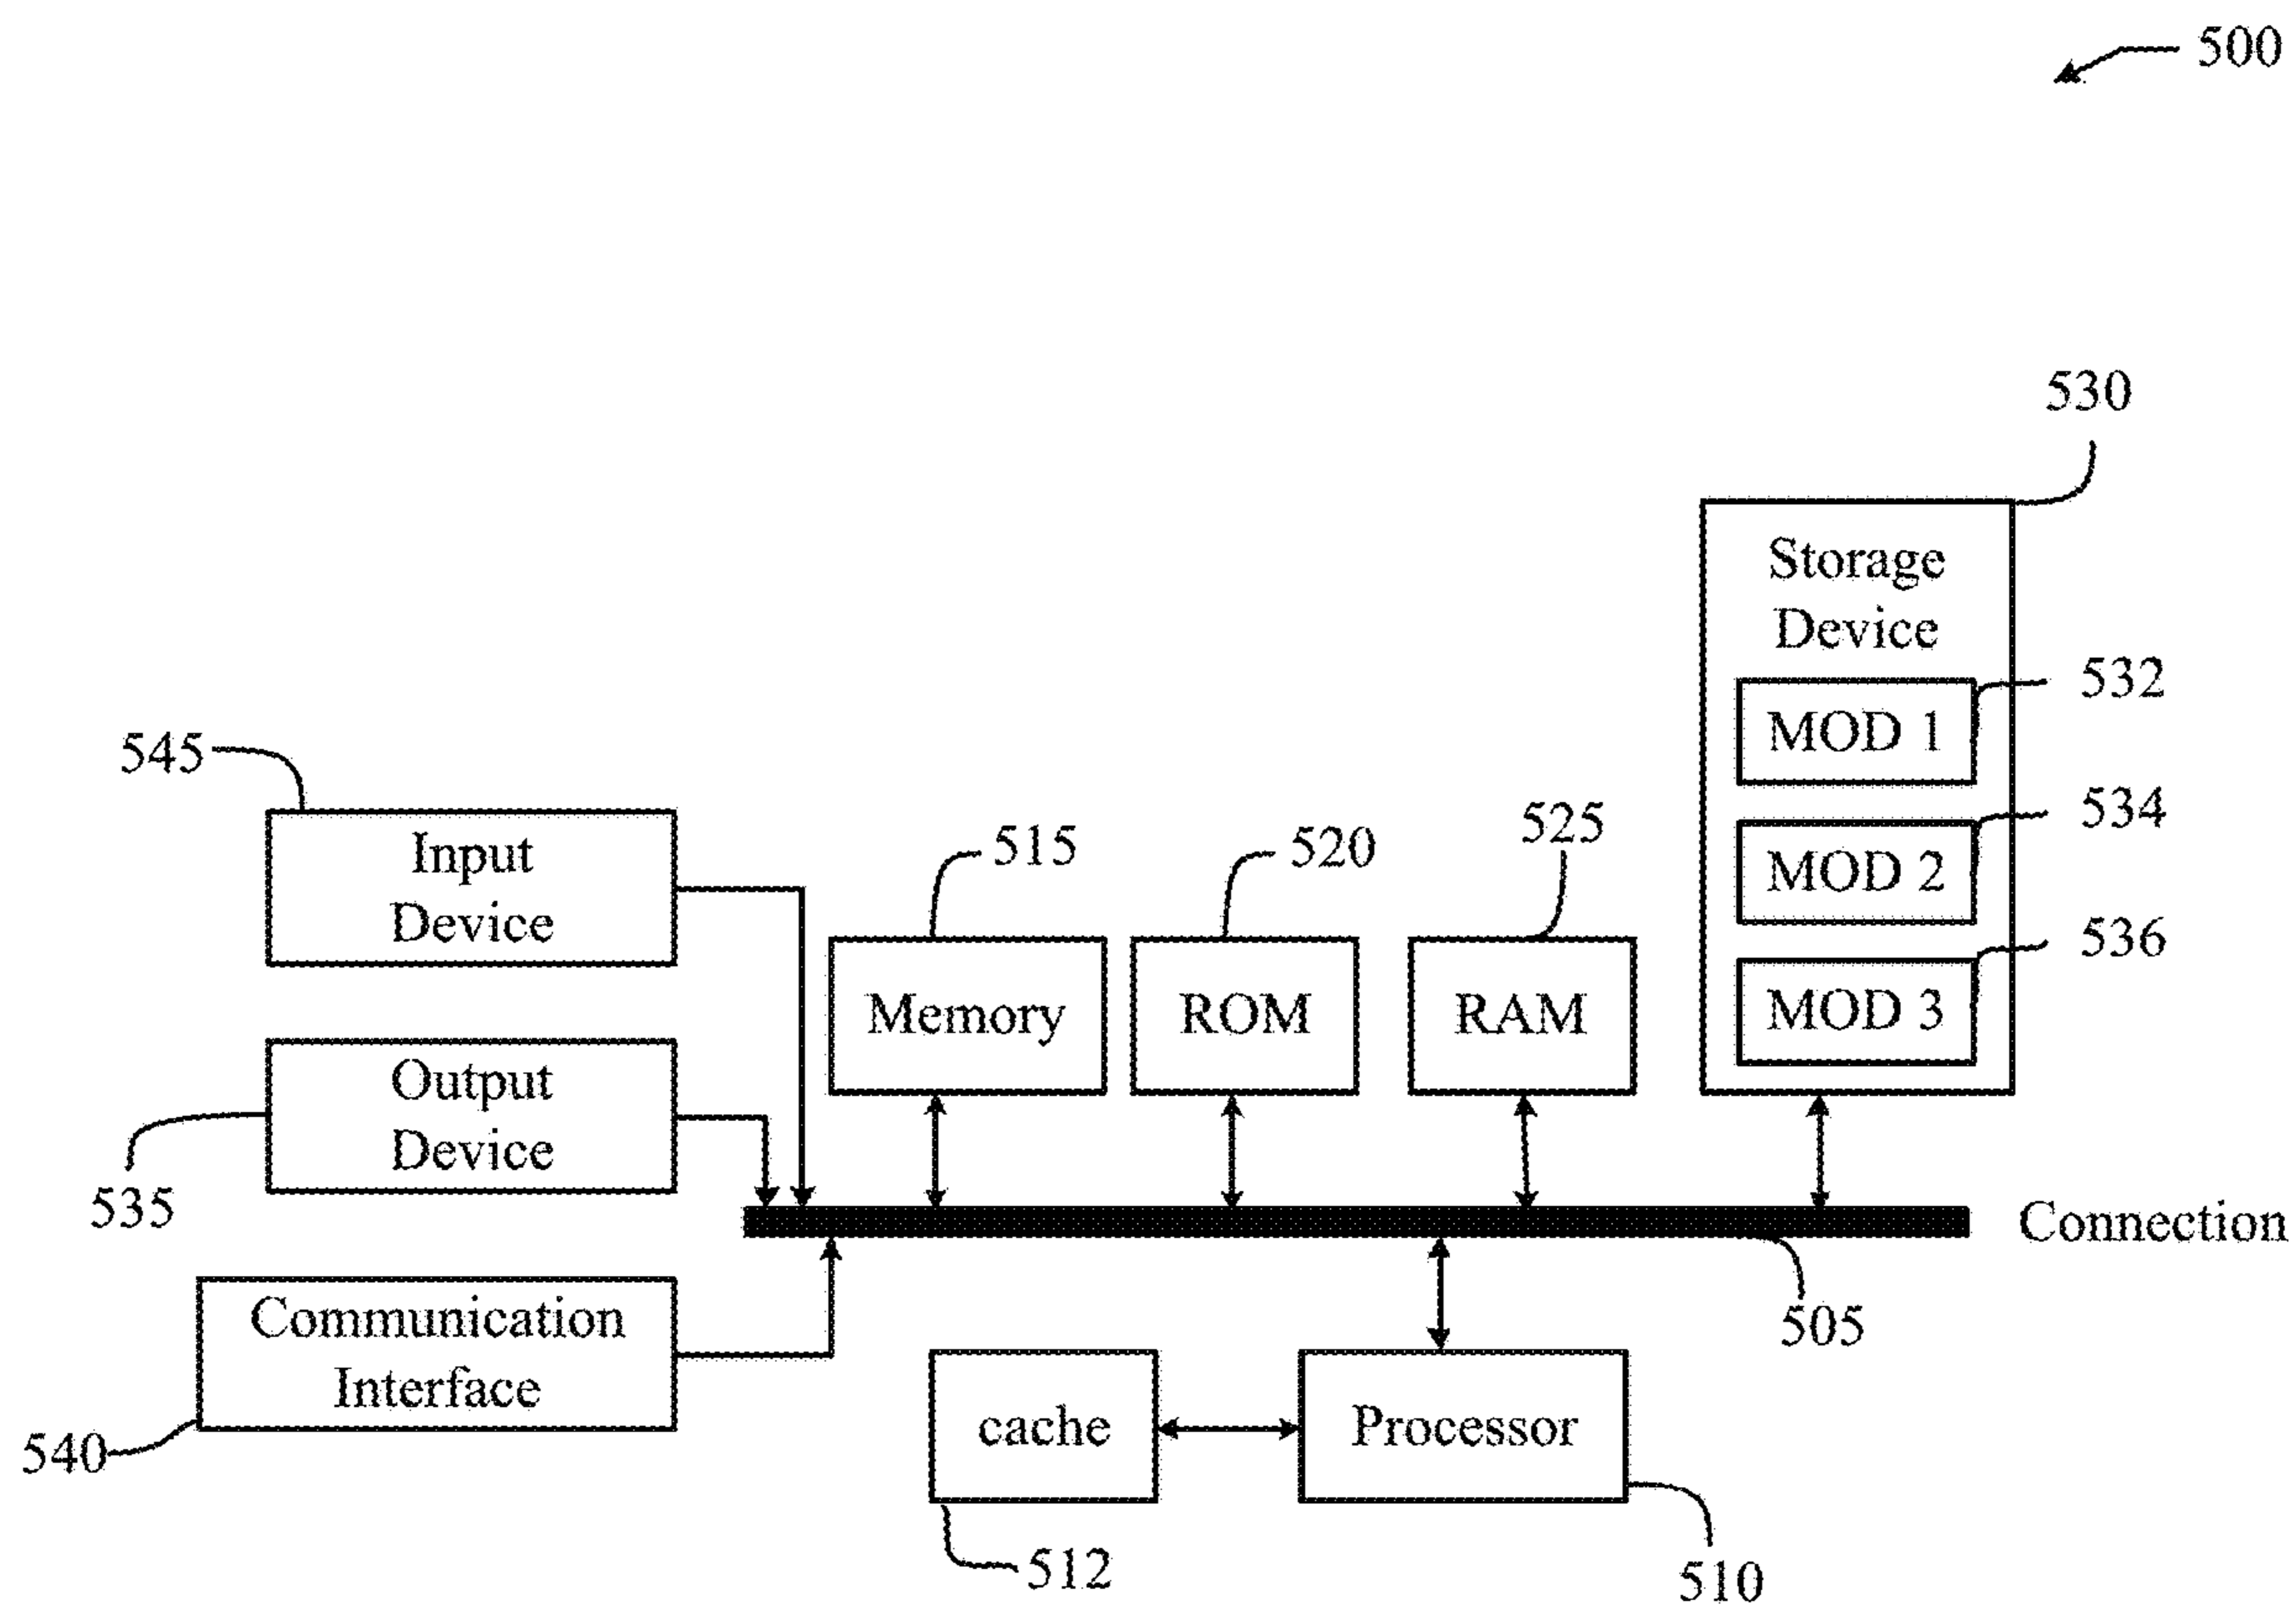 500
530
Storage
Device
532
MOD 1
534
MOD 2
536
MOD 3
545
Input
Device
515
520
525
Memory
ROM
RAM
Output
Device
535
Connection
505
Communication
Interface
540
cache
Processor
512
510